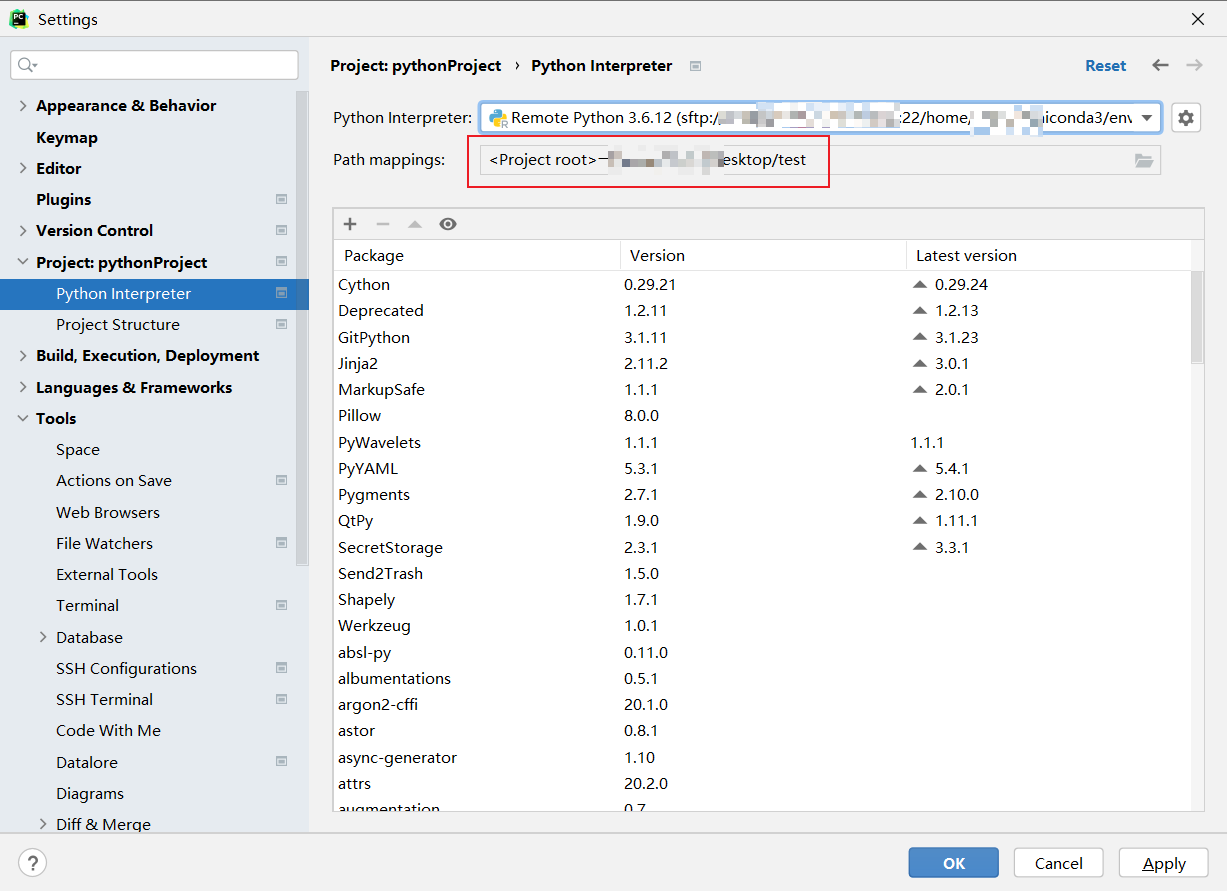 PC Settings
Appearance & Behavior
Keymap
Editor
Plugins
Version Control
Project: pythonProject
Python Interpreter
Project Structure
Build, Execution, Deployment
Languages & Frameworks
Tools
Space
Actions on Save
Web Browsers
File Watchers
External Tools
Terminal
Database
SSH Configurations
SSH Terminal
Code With Me
Datalore
Diagrams
Diff & Merge
Project: pythonProject › Python Interpreter
Reset
Python Interpreter: Remote Python 3.6.12 (sftp:/ :22/home/ iconda3/env
Path mappings: <Project root>→ esktop/test
Package Version Latest version
Cython 0.29.21 0.29.24
Deprecated 1.2.11 1.2.13
GitPython 3.1.11 3.1.23
Jinja2 2.11.2 3.0.1
MarkupSafe 1.1.1 2.0.1
Pillow 8.0.0
PyWavelets 1.1.1 1.1.1
PyYAML 5.3.1 5.4.1
Pygments 2.7.1 2.10.0
QtPy 1.9.0 1.11.1
SecretStorage 2.3.1 3.3.1
Send2Trash 1.5.0
Shapely 1.7.1
Werkzeug 1.0.1
absl-py 0.11.0
albumentations 0.5.1
argon2-cffi 20.1.0
astor 0.8.1
async-generator 1.10
attrs 20.2.0
augmentation 0.7
? OK Cancel Apply